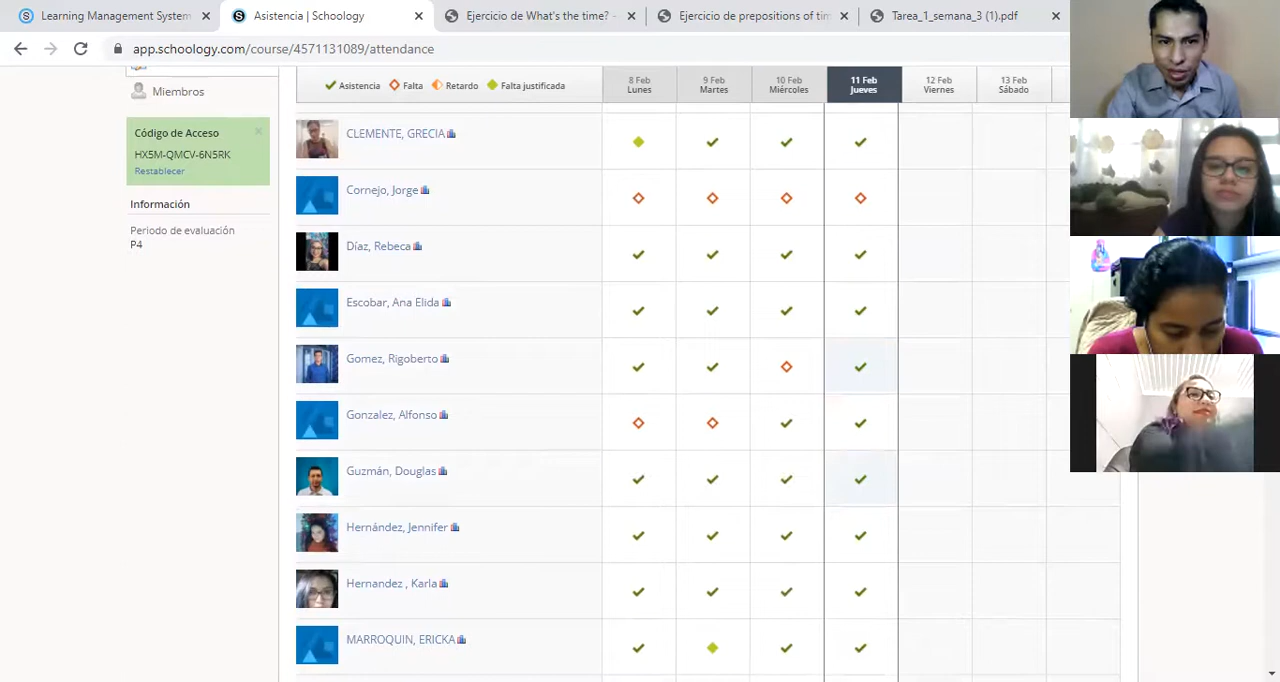 Learning Management System
Asistencia | Schoology
Ejercicio de What's the time? -
Ejercicio de prepositions of tim
Tarea_1_semana_3 (1).pdf
app.schoology.com/course/4571131089/attendance
Miembros
Código de Acceso
HX5M-QMCV-6N5RK
Restablecer
Información
Periodo de evaluación
P4
Asistencia Falta Retardo Falta justificada
8 Feb Lunes
9 Feb Martes
10 Feb Miércoles
11 Feb Jueves
12 Feb Viernes
13 Feb Sábado
CLEMENTE, GRECIA
Cornejo, Jorge
Díaz, Rebeca
Escobar, Ana Elida
Gomez, Rigoberto
Gonzalez, Alfonso
Guzmán, Douglas
Hernández, Jennifer
Hernandez , Karla
MARROQUIN, ERICKA